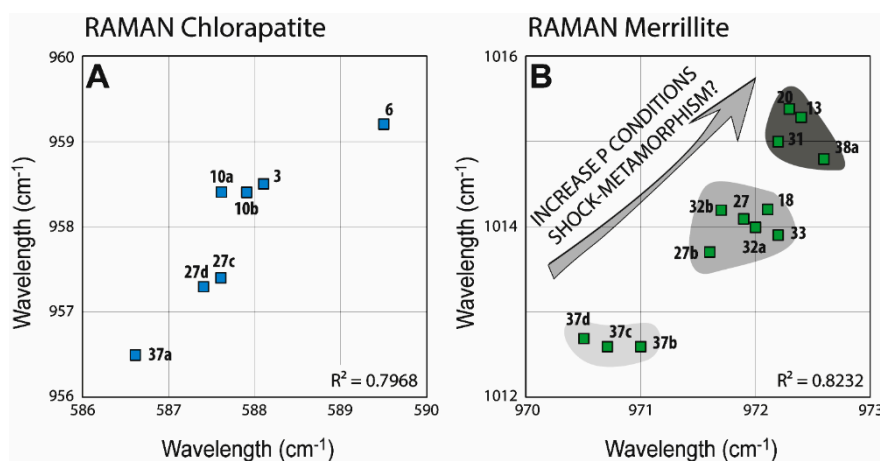 RAMAN Chlorapatite
RAMAN Merrillite
A
960
959
958
957
956
586
587
588
589
590
Wavelength (cm⁻¹)
Wavelength (cm⁻¹)
6
10a
3
10b
27d
27c
37a
R² = 0.7968
B
1016
1014
1012
970
971
972
973
Wavelength (cm⁻¹)
Wavelength (cm⁻¹)
INCREASE P CONDITIONS
SHOCK-METAMORPHISM?
20
13
31
38a
32b
27
18
32a
33
27b
37d
37c
37b
R² = 0.8232